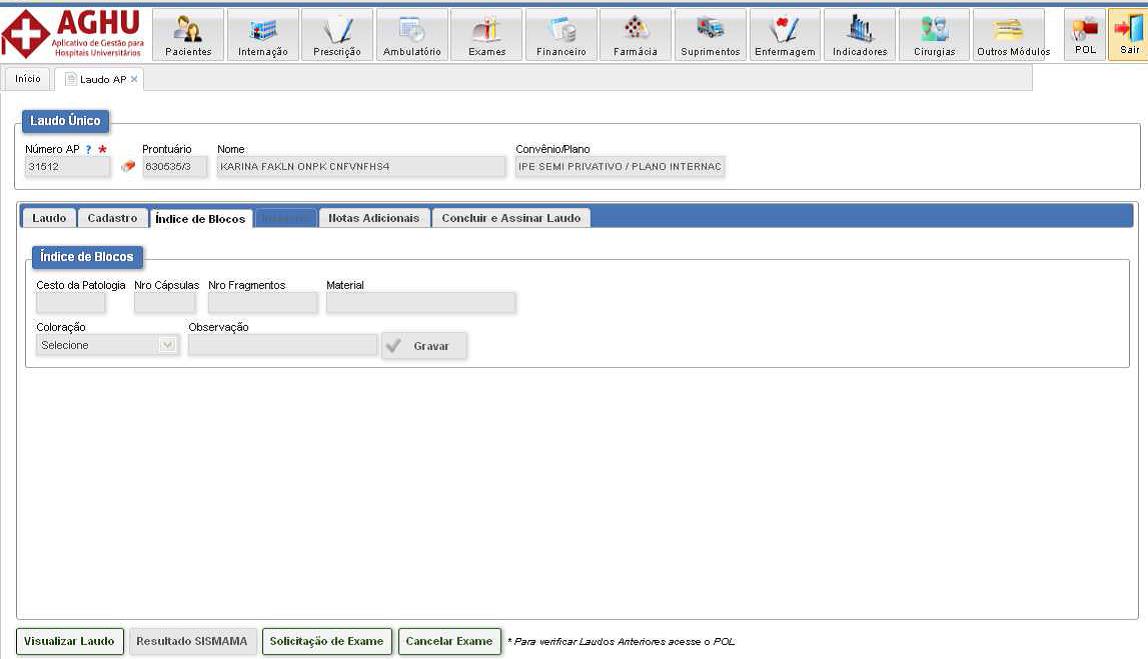 AGHU
Aplicativo de Gestão para
Hospitais Universitários
Pacientes Internação Prescrição Ambulatório Exames Financeiro Farmácia Suprimentos Enfermagem Indicadores Cirurgias Outros Módulos POL Sair
Início Laudo AP ×
Laudo Único
Número AP ? * Prontuário Nome Convênio/Plano
31512 630535/3 KARINA FAKLN ONPK CNFVNFHS4 IPE SEMI PRIVATIVO / PLANO INTERNAC
Laudo Cadastro Índice de Blocos Notas Adicionais Concluir e Assinar Laudo
Índice de Blocos
Cesto da Patologia Nro Cápsulas Nro Fragmentos Material
Coloração Observação
Selecione Gravar
Visualizar Laudo Resultado SISMAMA Solicitação de Exame Cancelar Exame * Para verificar Laudos Anteriores acesse o POL